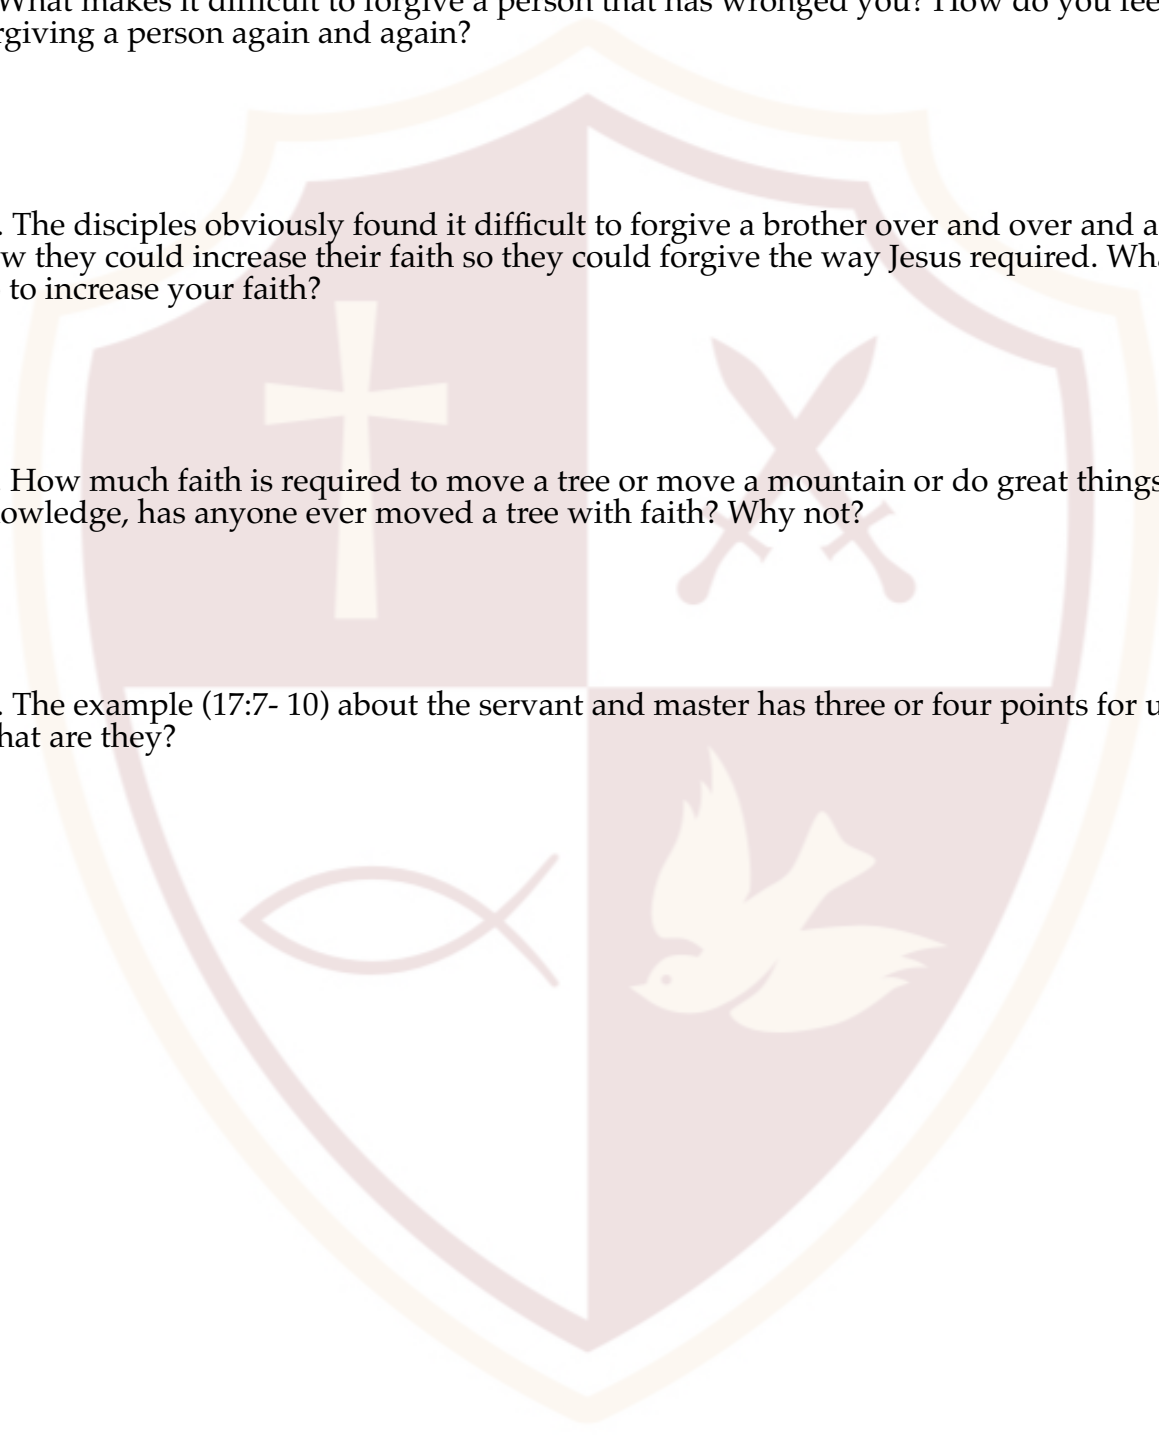 What makes it difficult to forgive a person that has wronged you? How do you fee
rgiving a person again and again?
. The disciples obviously found it difficult to forgive a brother over and over and a
w they could increase their faith so they could forgive the way Jesus required. Wha
to increase your faith?
How much faith is required to move a tree or move a mountain or do great things
owledge, has anyone ever moved a tree with faith? Why not?
. The example (17:7- 10) about the servant and master has three or four points for u
hat are they?